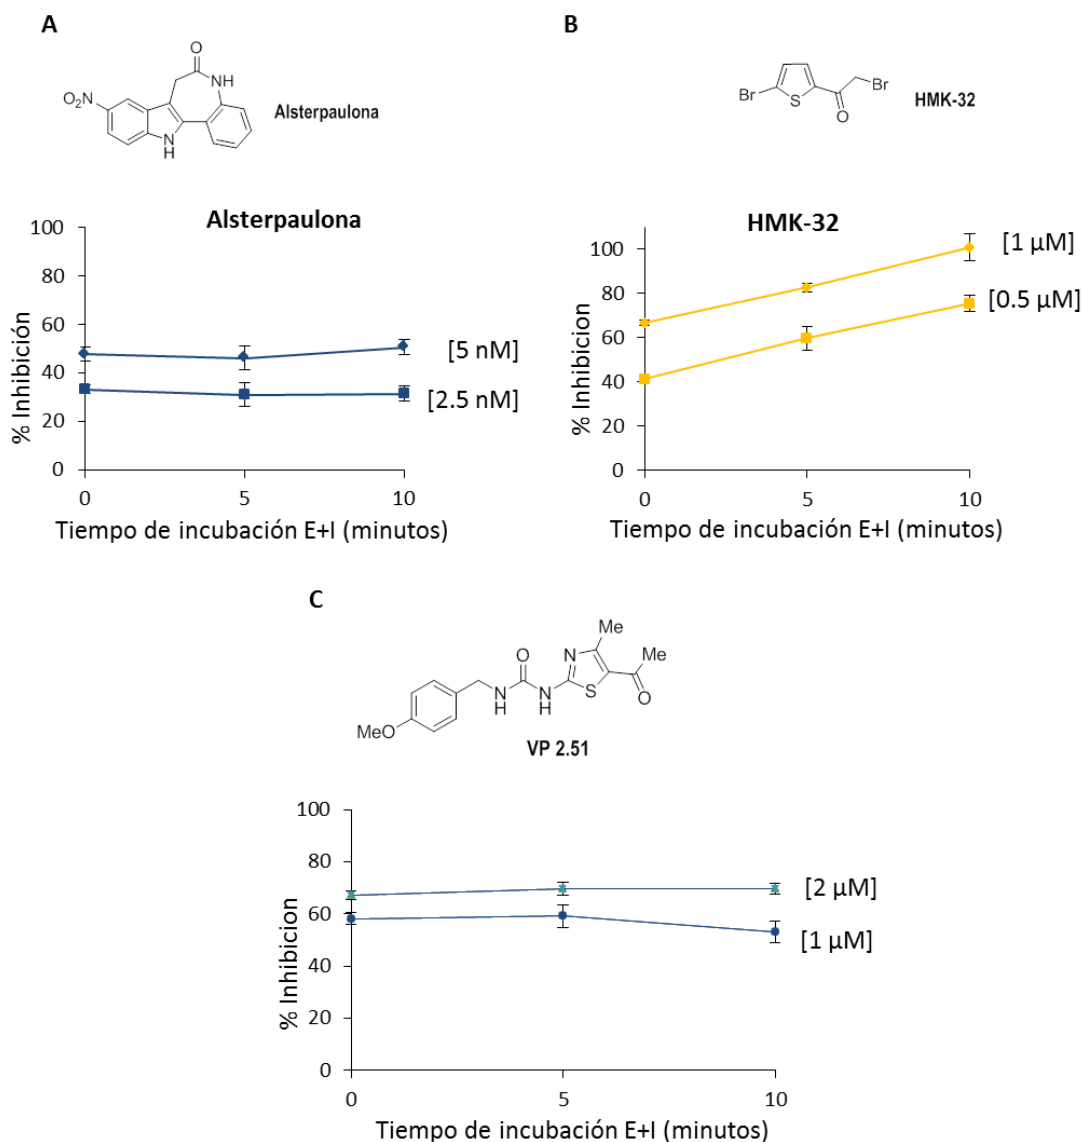 A
O
NH
O₂N
N
H
Alsterpaulona
B
Br
S
Br
O
HMK-32
Alsterpaulona
100
80
60
40
20
0
% Inhibición
[5 nM]
[2.5 nM]
0 5 10
Tiempo de incubación E+I (minutos)
HMK-32
100
80
60
40
20
0
% Inhibicion
[1 µM]
[0.5 µM]
0 5 10
Tiempo de incubación E+I (minutos)
C
Me
O
N
Me
N
H
N
H
S
O
MeO
VP 2.51
100
80
60
40
20
0
% Inhibicion
[2 µM]
[1 µM]
0 5 10
Tiempo de incubación E+I (minutos)